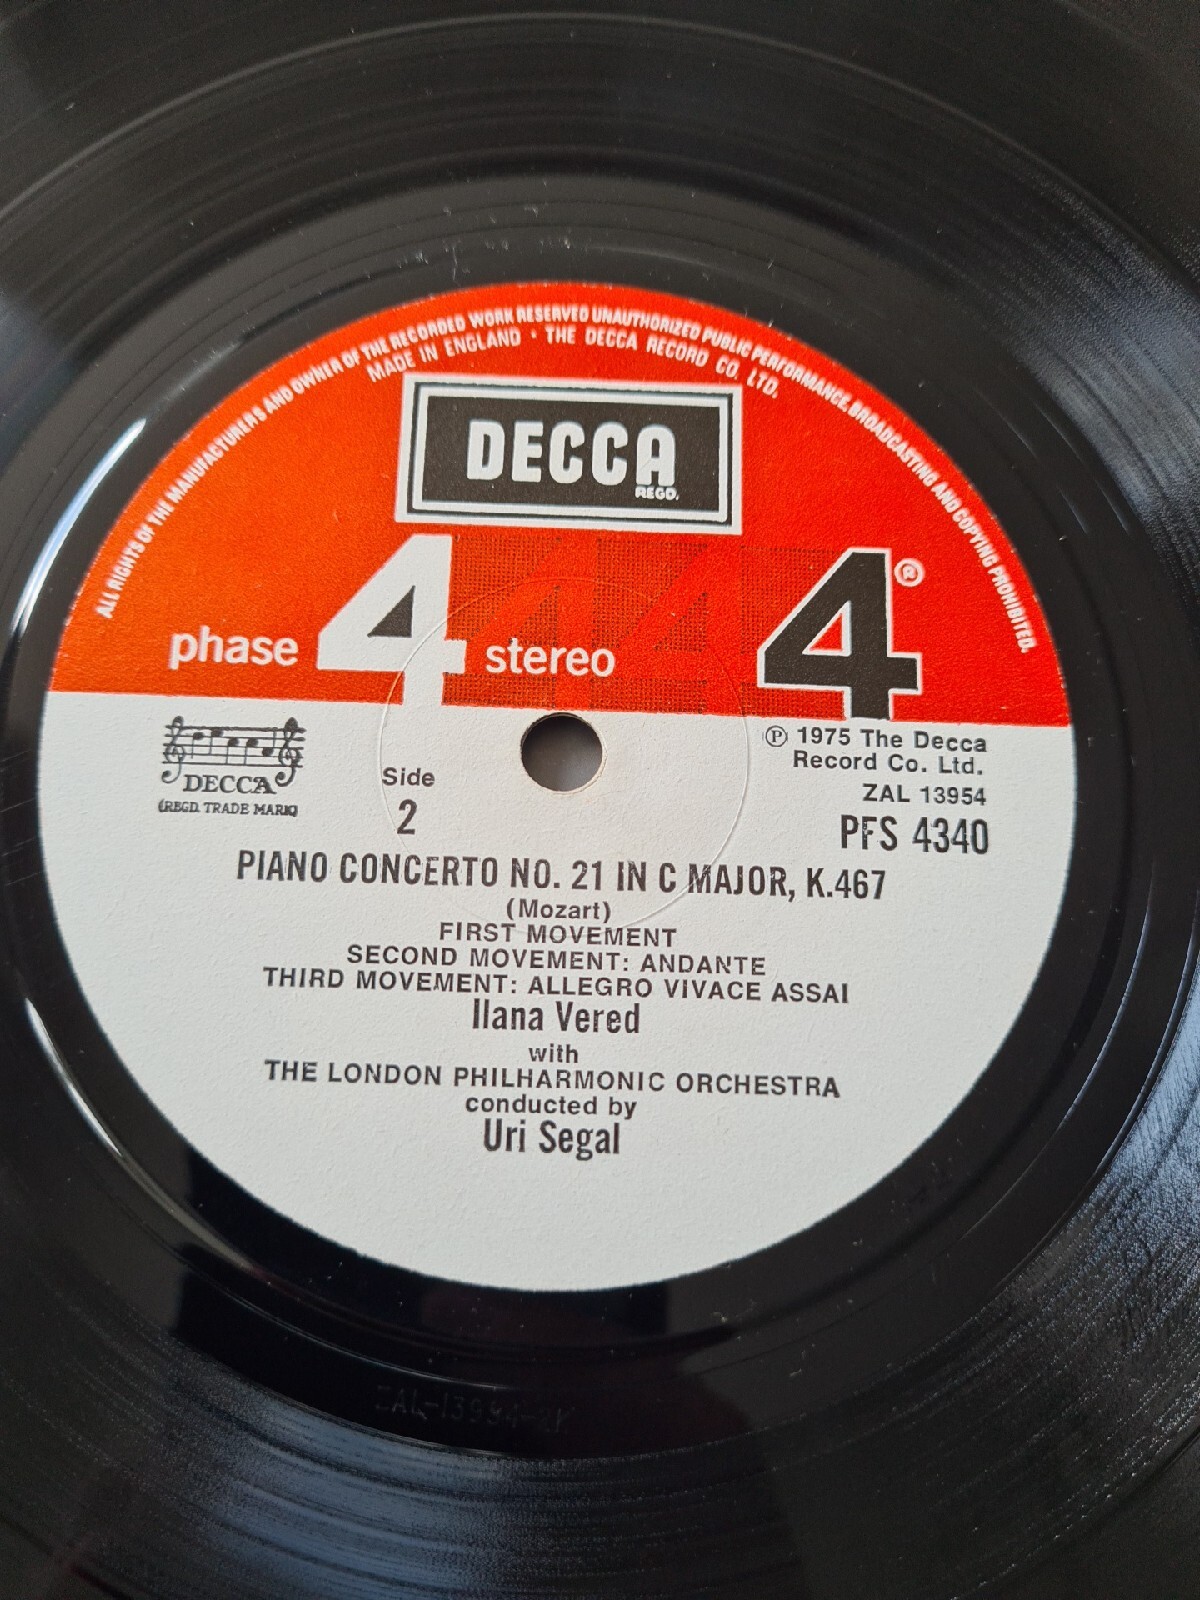 ALL RIGHTS OF THE MANUFACTURERS AND OWNER OF THE RECORDED WORK RESERVED UNAUTHORIZED PUBLIC PERFORMANCE, BROADCASTING AND COPYING PROHIBITED.
MADE IN ENGLAND · THE DECCA RECORD CO. LTD.
DECCA
REGD.
phase 4 stereo 4 4 4®
DECCA
(REGD. TRADE MARK)
Side
2
Ⓟ 1975 The Decca
Record Co. Ltd.
ZAL 13954
PFS 4340
PIANO CONCERTO NO. 21 IN C MAJOR, K.467
(Mozart)
FIRST MOVEMENT
SECOND MOVEMENT: ANDANTE
THIRD MOVEMENT: ALLEGRO VIVACE ASSAI
Ilana Vered
with
THE LONDON PHILHARMONIC ORCHESTRA
conducted by
Uri Segal